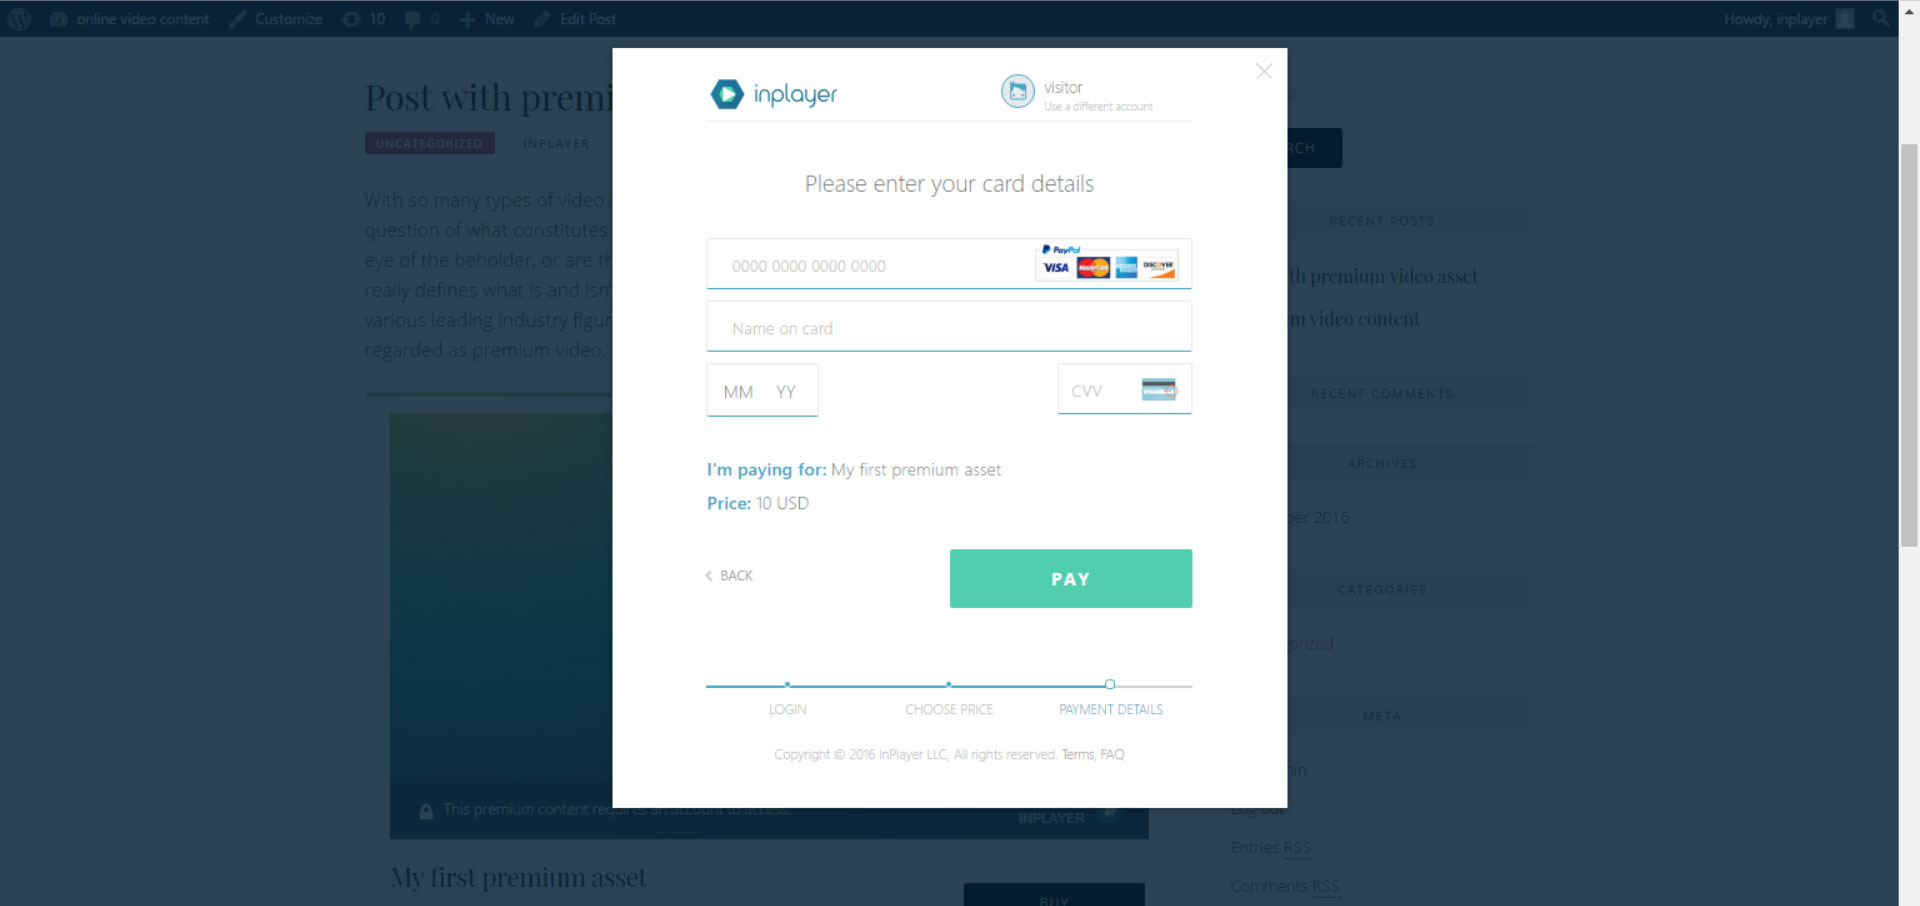 online video content Customize 10 0 New Edit Post Howdy, inplayer
inplayer
visitor
Use a different account
Post with premi
UNCATEGORIZED INPLAYER
RCH
Please enter your card details
With so many types of video
question of what constitutes
eye of the beholder, or are th
really defines what is and isn'
various leading industry figur
regarded as premium video.
0000 0000 0000 0000
PayPal
VISA MasterCard DISCOVER
Name on card
MM YY
CVV
I'm paying for: My first premium asset
Price: 10 USD
BACK
PAY
LOGIN CHOOSE PRICE PAYMENT DETAILS
Copyright © 2016 InPlayer LLC, All rights reserved. Terms, FAQ
RECENT POSTS
th premium video asset
m video content
RECENT COMMENTS
ARCHIVES
ber 2016
CATEGORIES
orized
META
min
Log out
Entries RSS
Comments RSS
This premium content requires an account to access.
INPLAYER
My first premium asset
BUY